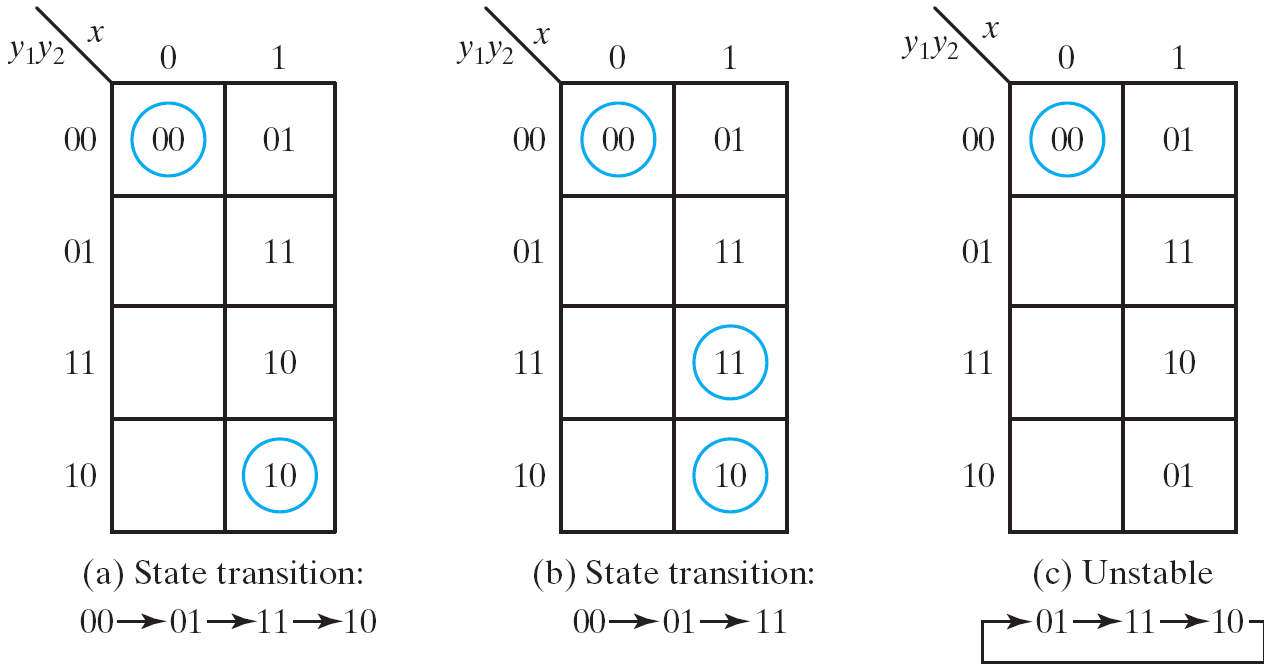 x x x
y1y2 0 1 y1y2 0 1 y1y2 0 1
00 00 01 00 00 01 00 00 01
01 11 01 11 01 11
11 10 11 11 11 10
10 10 10 10 10 01
(a) State transition: (b) State transition: (c) Unstable
00→01→11→10 00→01→11 →01→11→10